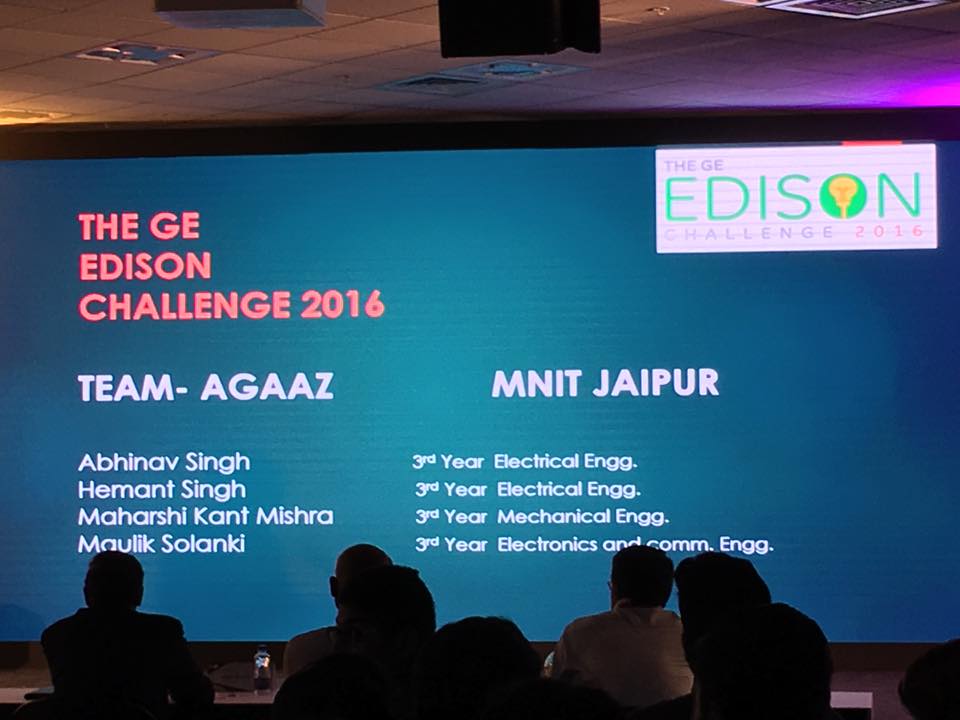 THE GE
EDISON
CHALLENGE 2016
THE GE
EDISON
CHALLENGE 2016
TEAM- AGAAZ MNIT JAIPUR
Abhinav Singh 3rd Year Electrical Engg.
Hemant Singh 3rd Year Electrical Engg.
Maharshi Kant Mishra 3rd Year Mechanical Engg.
Maulik Solanki 3rd Year Electronics and comm. Engg.